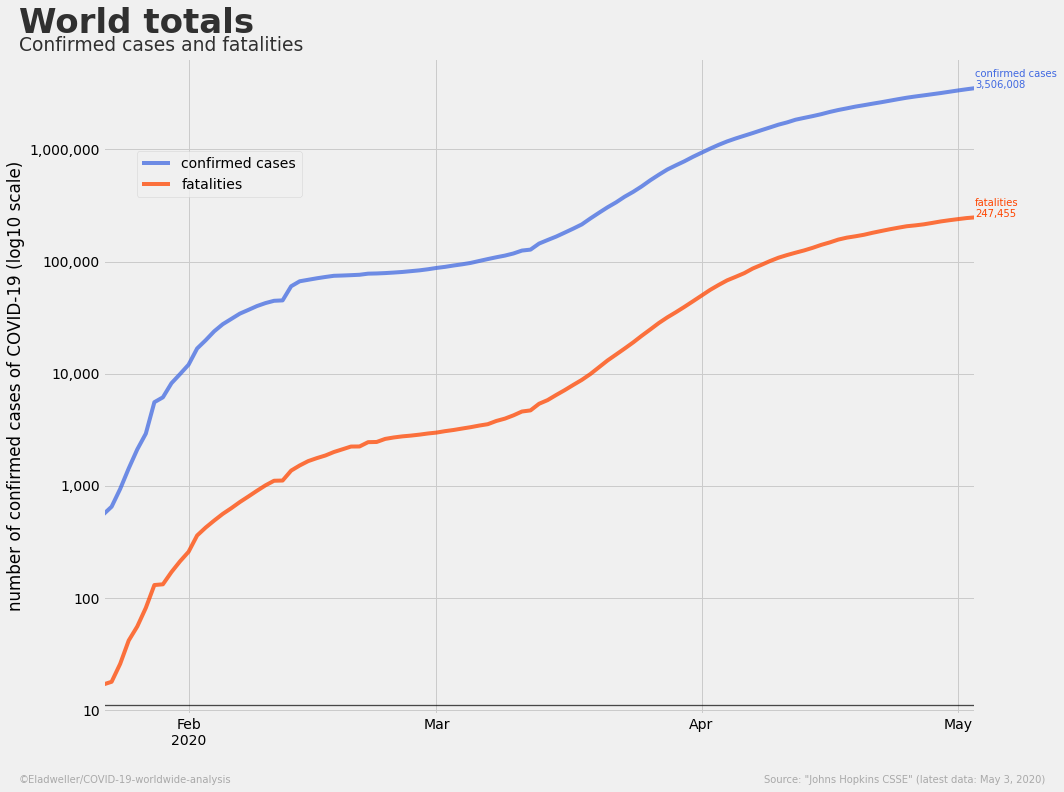 World totals
Confirmed cases and fatalities
confirmed cases
3,506,008
1,000,000
confirmed cases
fatalities
fatalities
247,455
number of confirmed cases of COVID-19 (log10 scale)
100,000
10,000
1,000
100
10
Feb
2020
Mar
Apr
May
©Eladweller/COVID-19-worldwide-analysis
Source: "Johns Hopkins CSSE" (latest data: May 3, 2020)